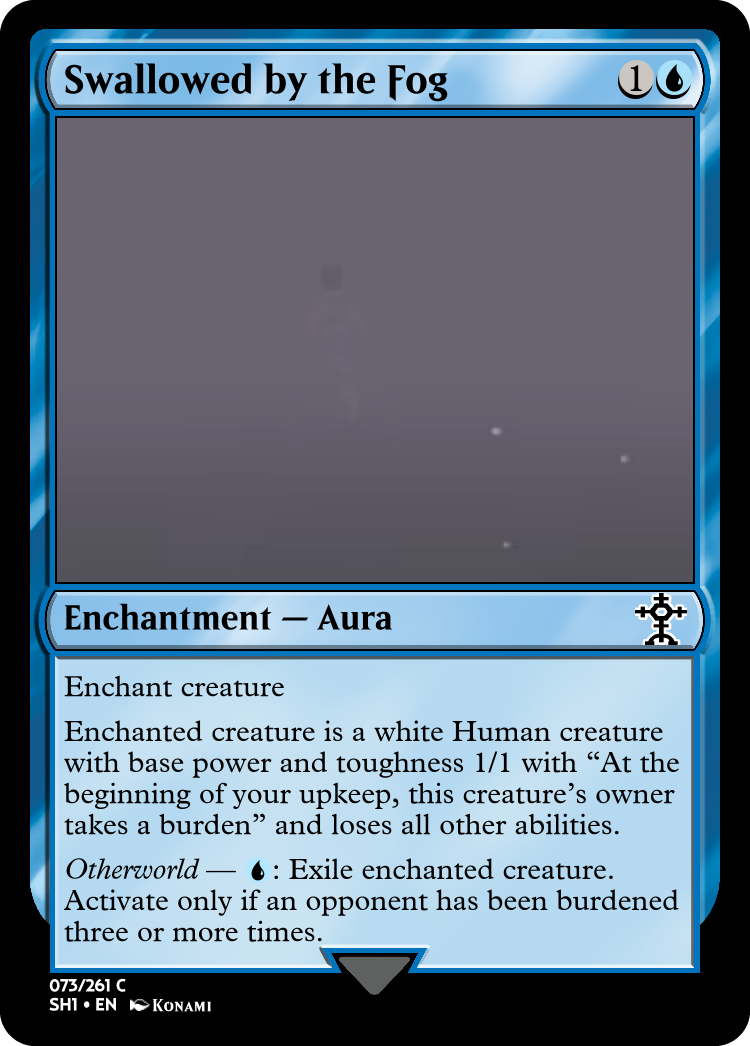 Swallowed by the Fog 1
Enchantment — Aura
Enchant creature
Enchanted creature is a white Human creature
with base power and toughness 1/1 with “At the
beginning of your upkeep, this creature’s owner
takes a burden” and loses all other abilities.
Otherworld — : Exile enchanted creature.
Activate only if an opponent has been burdened
three or more times.
073/261 C
SH1 • EN KONAMI